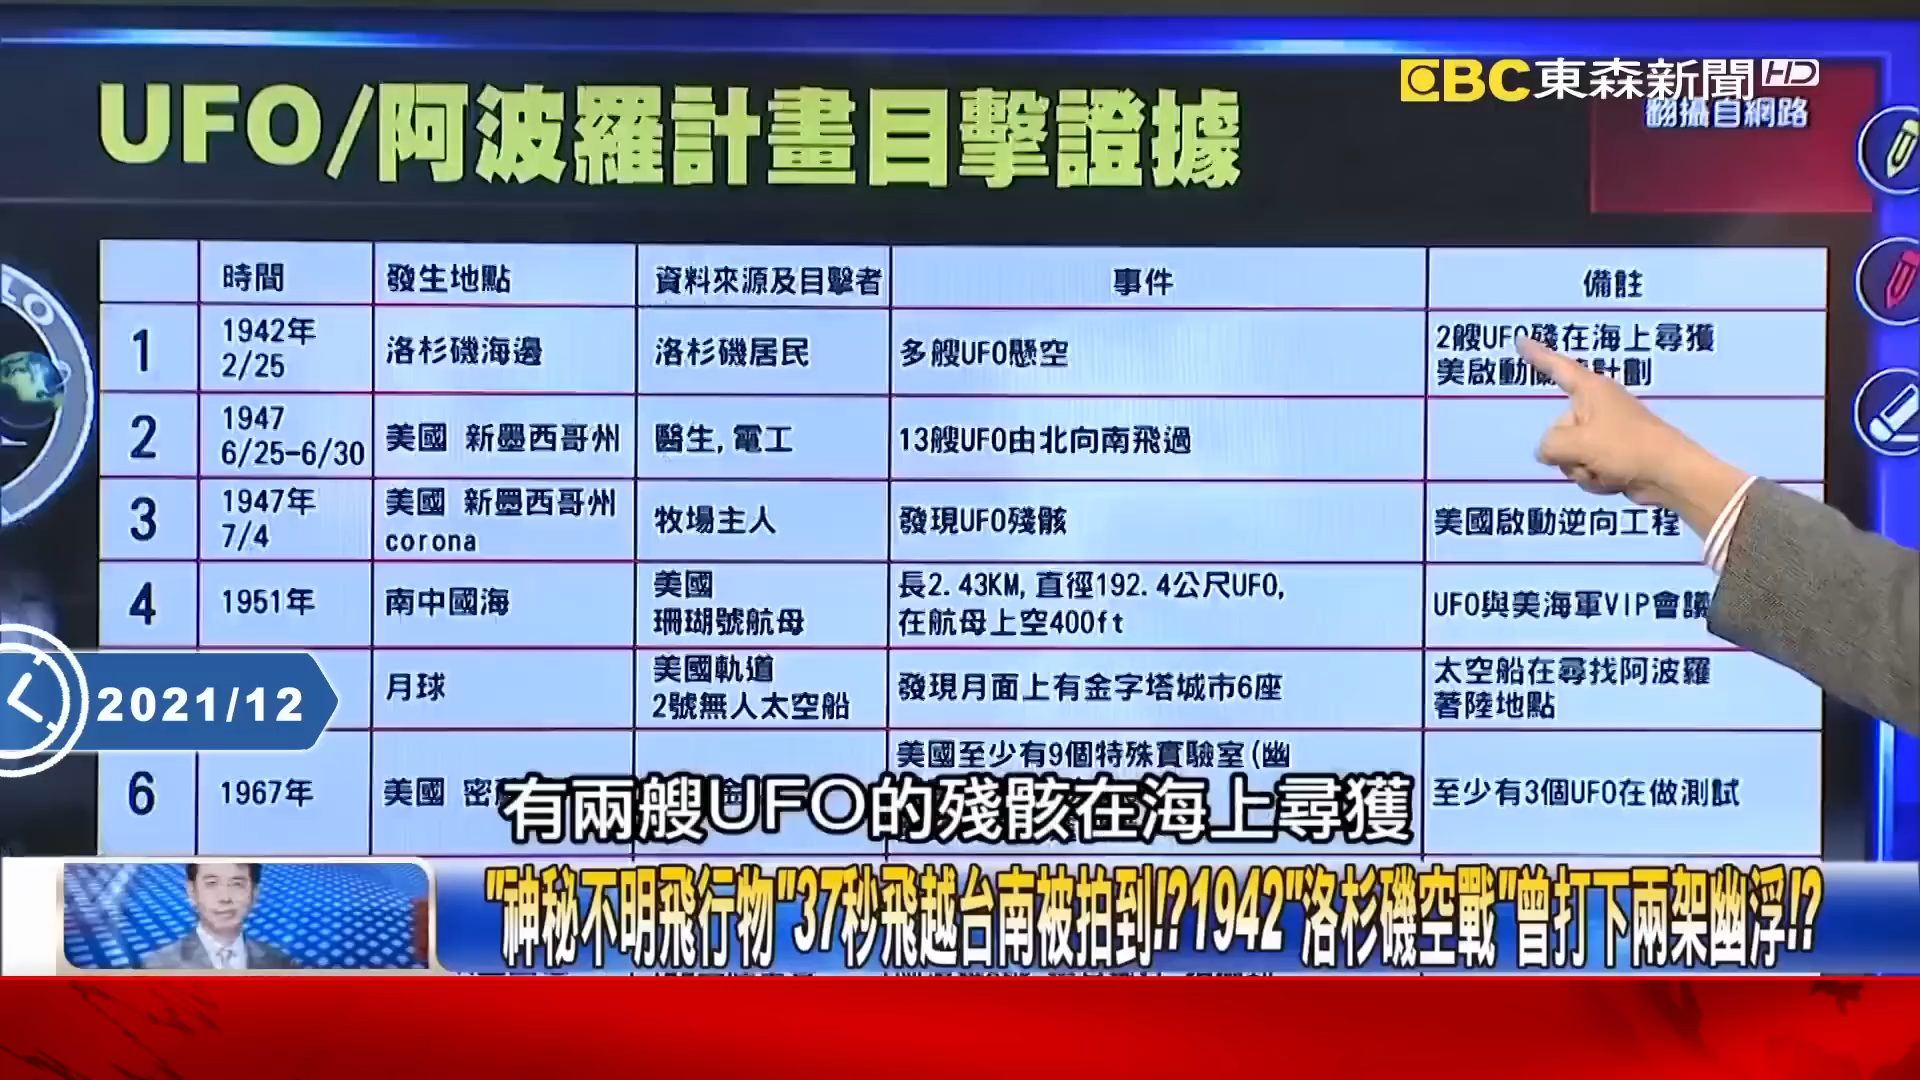 EBC東森新聞HD
翻攝自網路
UFO/阿波羅計畫目擊證據
時間 發生地點 資料來源及目擊者 事件 備註
1 1942年 2/25 洛杉磯海邊 洛杉磯居民 多艘UFO懸空 2艘UFO殘在海上尋獲
美啟動 計劃
2 1947 6/25-6/30 美國 新墨西哥州 醫生,電工 13艘UFO由北向南飛過
3 1947年 7/4 美國 新墨西哥州 corona 牧場主人 發現UFO殘骸 美國啟動逆向工程
4 1951年 南中國海 美國 珊瑚號航母 長2.43KM,直徑192.4公尺UFO,
在航母上空400ft UFO與美海軍VIP會議
月球 美國軌道 2號無人太空船 發現月面上有金字塔城市6座 太空船在尋找阿波羅
著陸地點
2021/12
6 1967年 美國 美國至少有9個特殊實驗室(幽 至少有3個UFO在做測試
有兩艘UFO的殘骸在海上尋獲
"神秘不明飛行物"37秒飛越台南被拍到!?1942"洛杉磯空戰"曾打下兩架幽浮!?